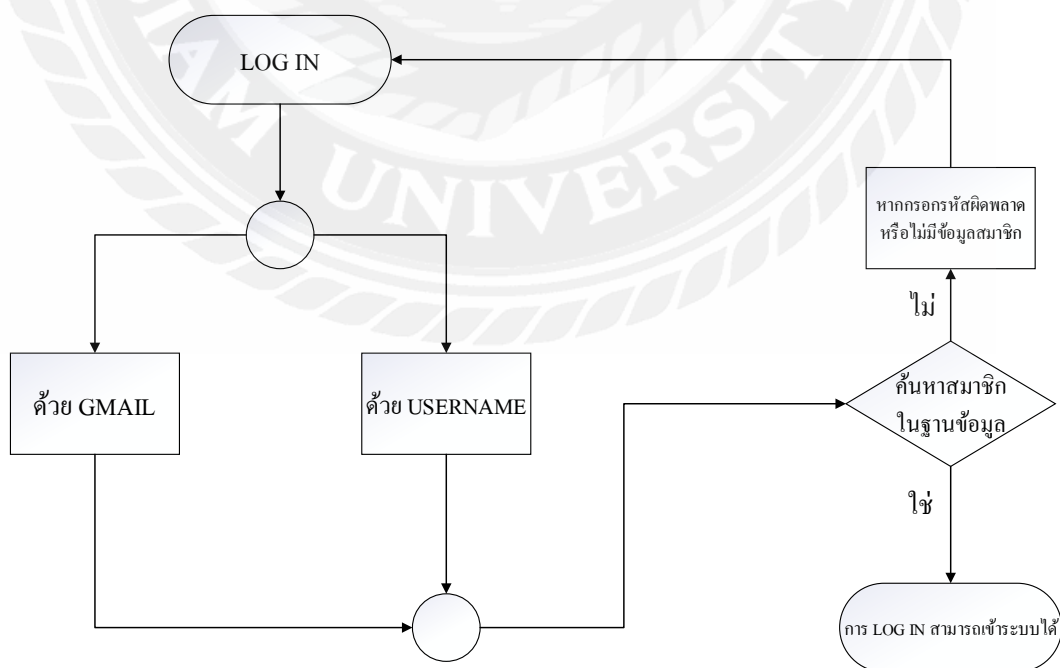 LOG IN
หากกรอกรหัสผิดพลาด
หรือไม่มีข้อมูลสมาชิก
ไม่
ด้วย GMAIL
ด้วย USERNAME
ค้นหาสมาชิก
ในฐานข้อมูล
ใช่
การ LOG IN สามารถเข้าระบบได้
UNIVERSITY